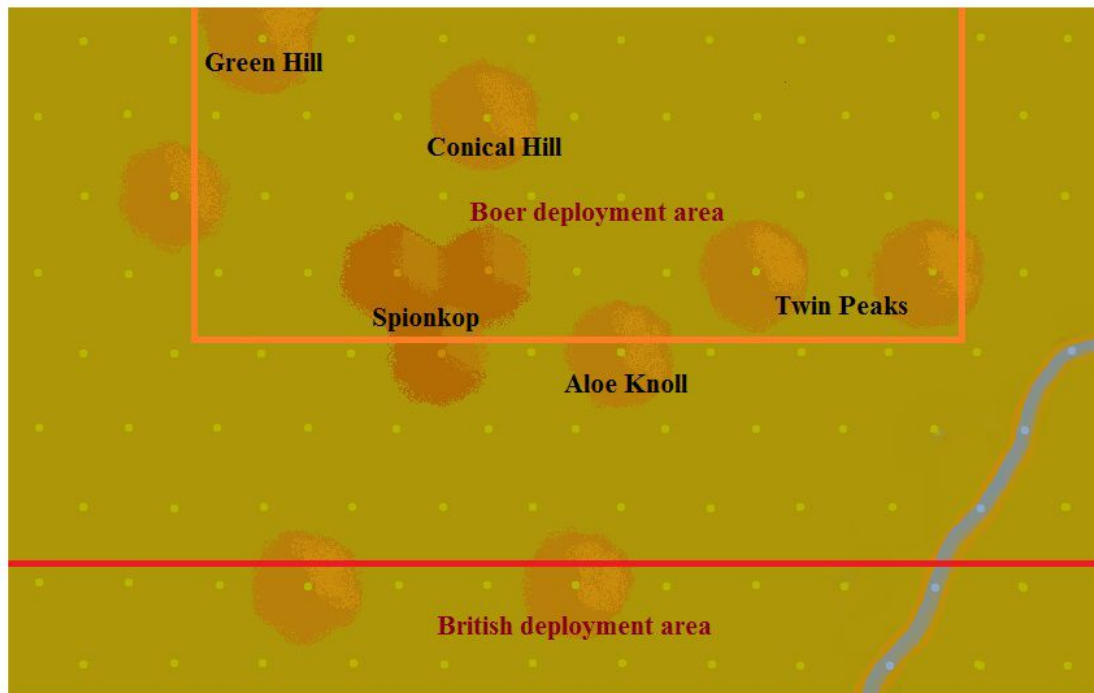 Green Hill
Conical Hill
Boer deployment area
Spionkop
Twin Peaks
Aloe Knoll
British deployment area